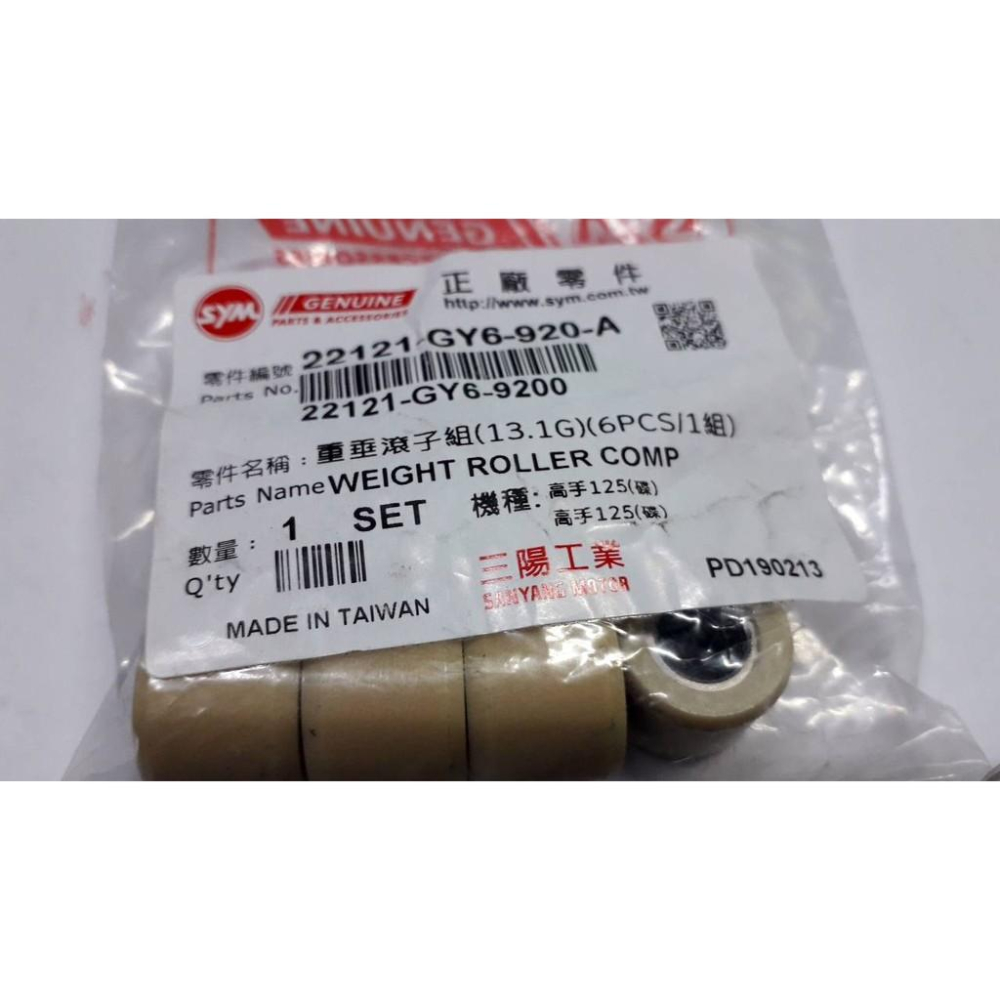 GENUINE
SYM
GENUINE
PARTS & ACCESSORIES
正廠零件
http://www.sym.com.tw
零件編號 22121-GY6-920-A
Parts No.
22121-GY6-9200
零件名稱：重垂滾子組(13.1G)(6PCS/1組)
Parts Name WEIGHT ROLLER COMP
數量： 1 SET 機種: 高手125(碟)
高手125(碟)
Q'ty
三陽工業
SANYANG MOTOR
PD190213
MADE IN TAIWAN